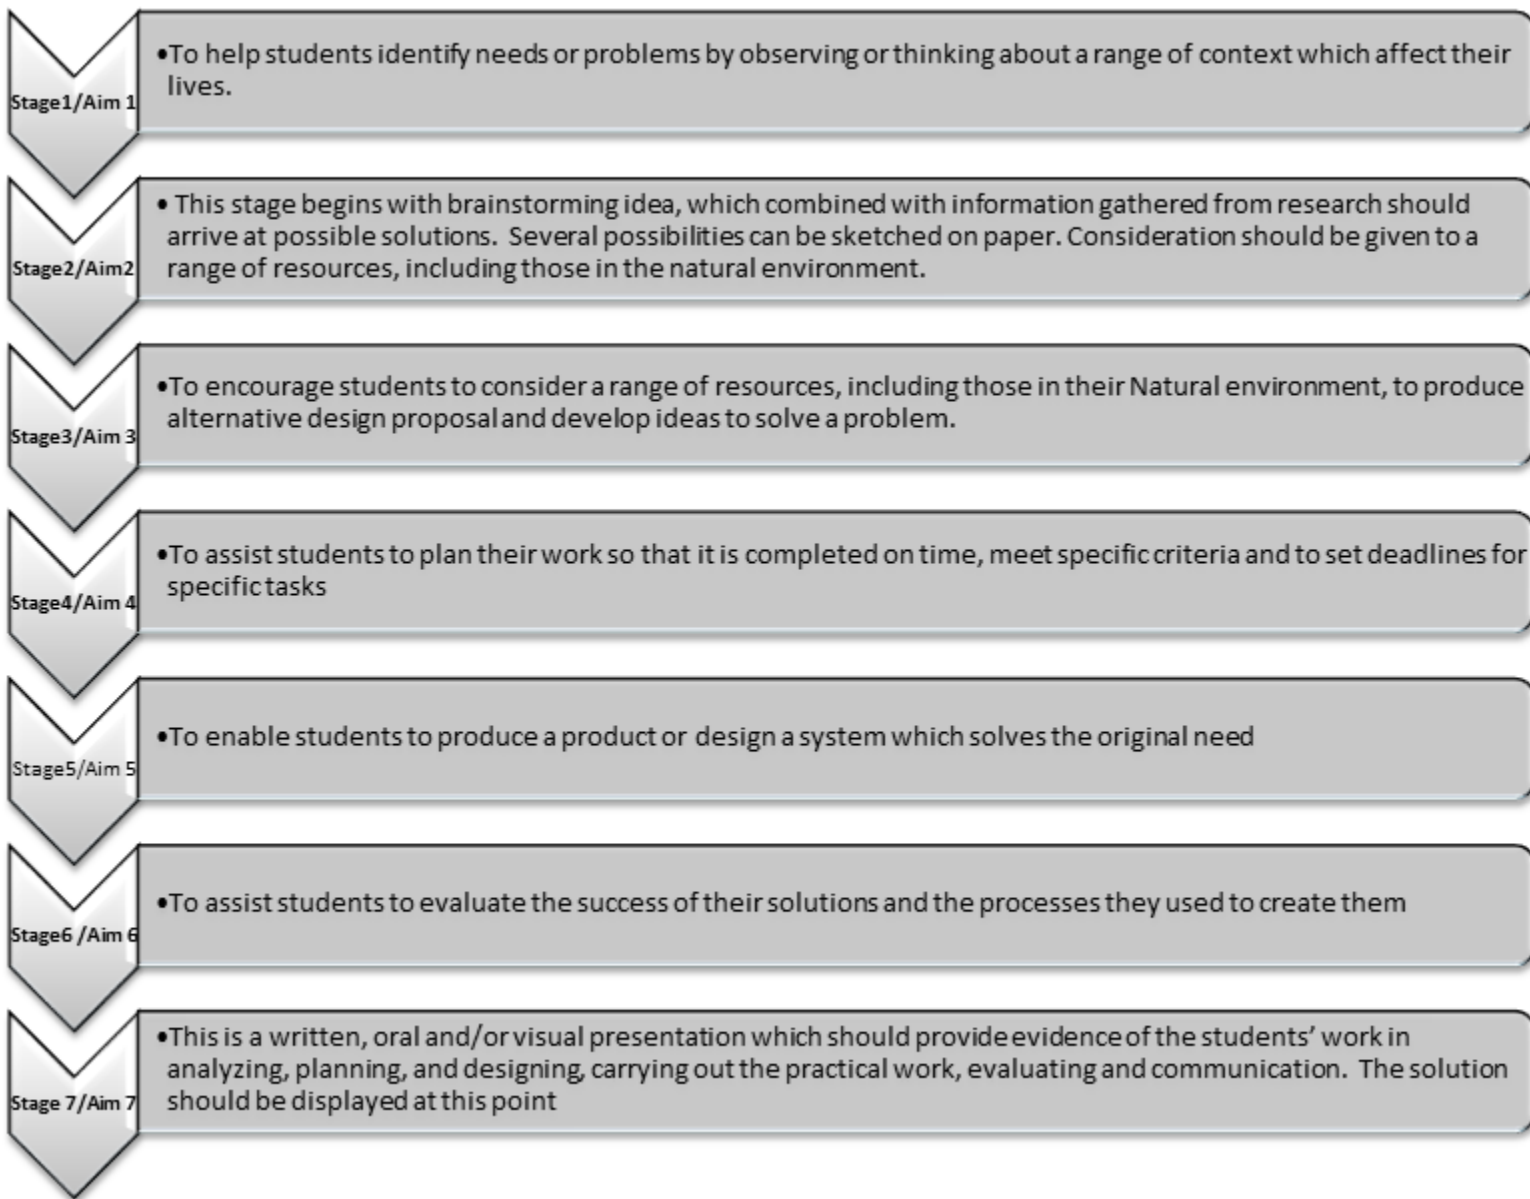 Stage1/Aim 1
•To help students identify needs or problems by observing or thinking about a range of context which affect their
lives.
Stage2/Aim2
• This stage begins with brainstorming idea, which combined with information gathered from research should
arrive at possible solutions. Several possibilities can be sketched on paper. Consideration should be given to a
range of resources, including those in the natural environment.
Stage3/Aim 3
•To encourage students to consider a range of resources, including those in their Natural environment, to produce
alternative design proposal and develop ideas to solve a problem.
Stage4/Aim 4
•To assist students to plan their work so that it is completed on time, meet specific criteria and to set deadlines for
specific tasks
Stage5/Aim 5
•To enable students to produce a product or design a system which solves the original need
Stage6 /Aim 6
•To assist students to evaluate the success of their solutions and the processes they used to create them
Stage 7/Aim 7
•This is a written, oral and/or visual presentation which should provide evidence of the students’ work in
analyzing, planning, and designing, carrying out the practical work, evaluating and communication. The solution
should be displayed at this point